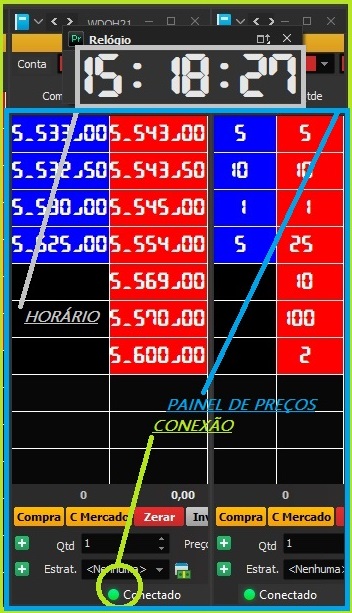 WDOH21
Pr Relógio
15:18:27
Conta
Com
tde
5.533,00 5.543,00 5 5
5.532,50 5.543,50 10 10
5.530,00 5.545,00 1 1
5.625,00 5.554,00 5 25
5.569,00 10
5.570,00 100
5.600,00 2
HORÁRIO
PAINEL DE PREÇOS
CONEXÃO
0 0,00 0
Compra C Mercado Zerar Inv Compra C Mercado
Qtd 1 Preço Qtd 1
Estrat. <Nenhuma> Estrat. <Nenhuma
Conectado Conectado